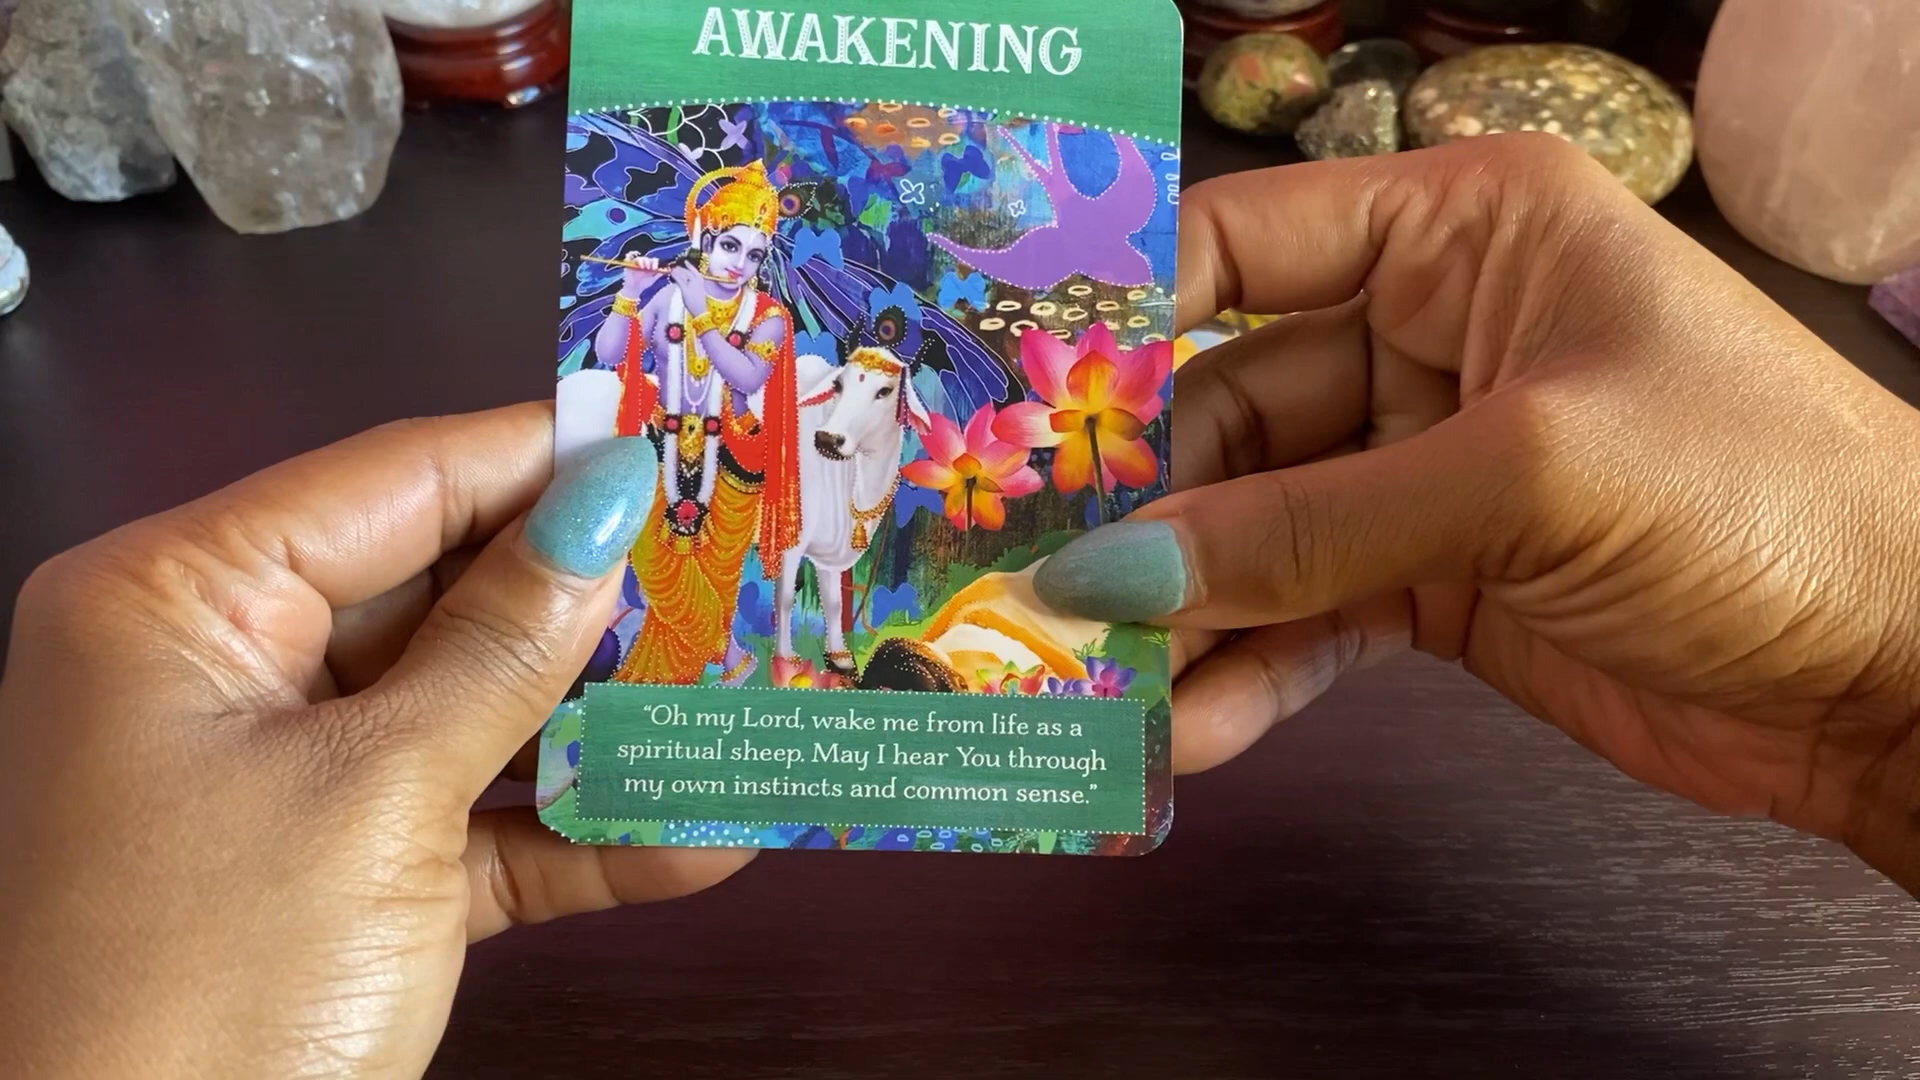 AWAKENING
“Oh my Lord, wake me from life as a
spiritual sheep. May I hear You through
my own instincts and common sense.”